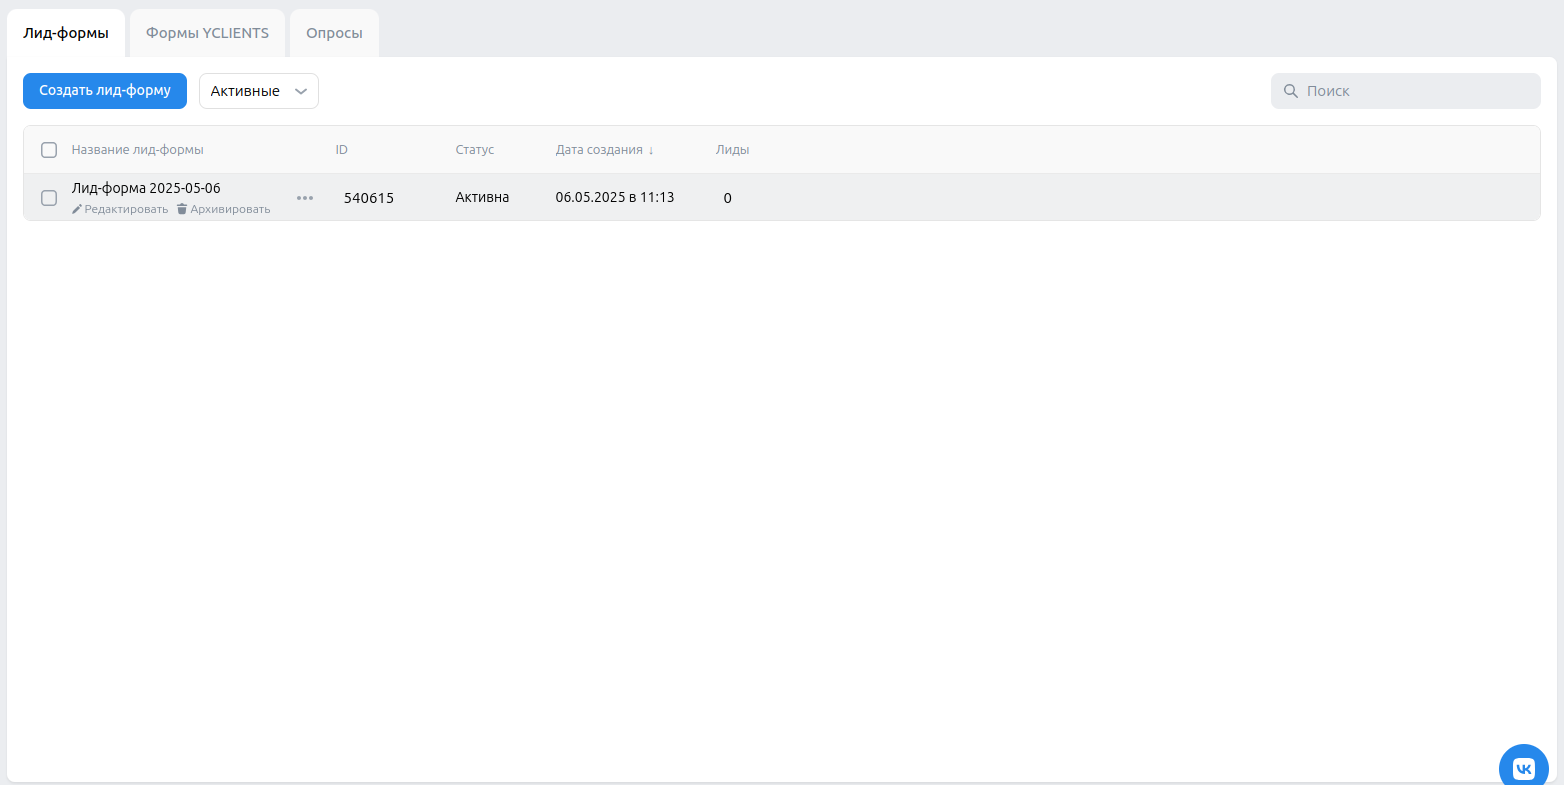 Лид-формы Формы YCLIENTS Опросы
Создать лид-форму Активные Поиск
Название лид-формы ID Статус Дата создания ↓ Лиды
Лид-форма 2025-05-06
540615 Активна 06.05.2025 в 11:13 0
Редактировать Архивировать